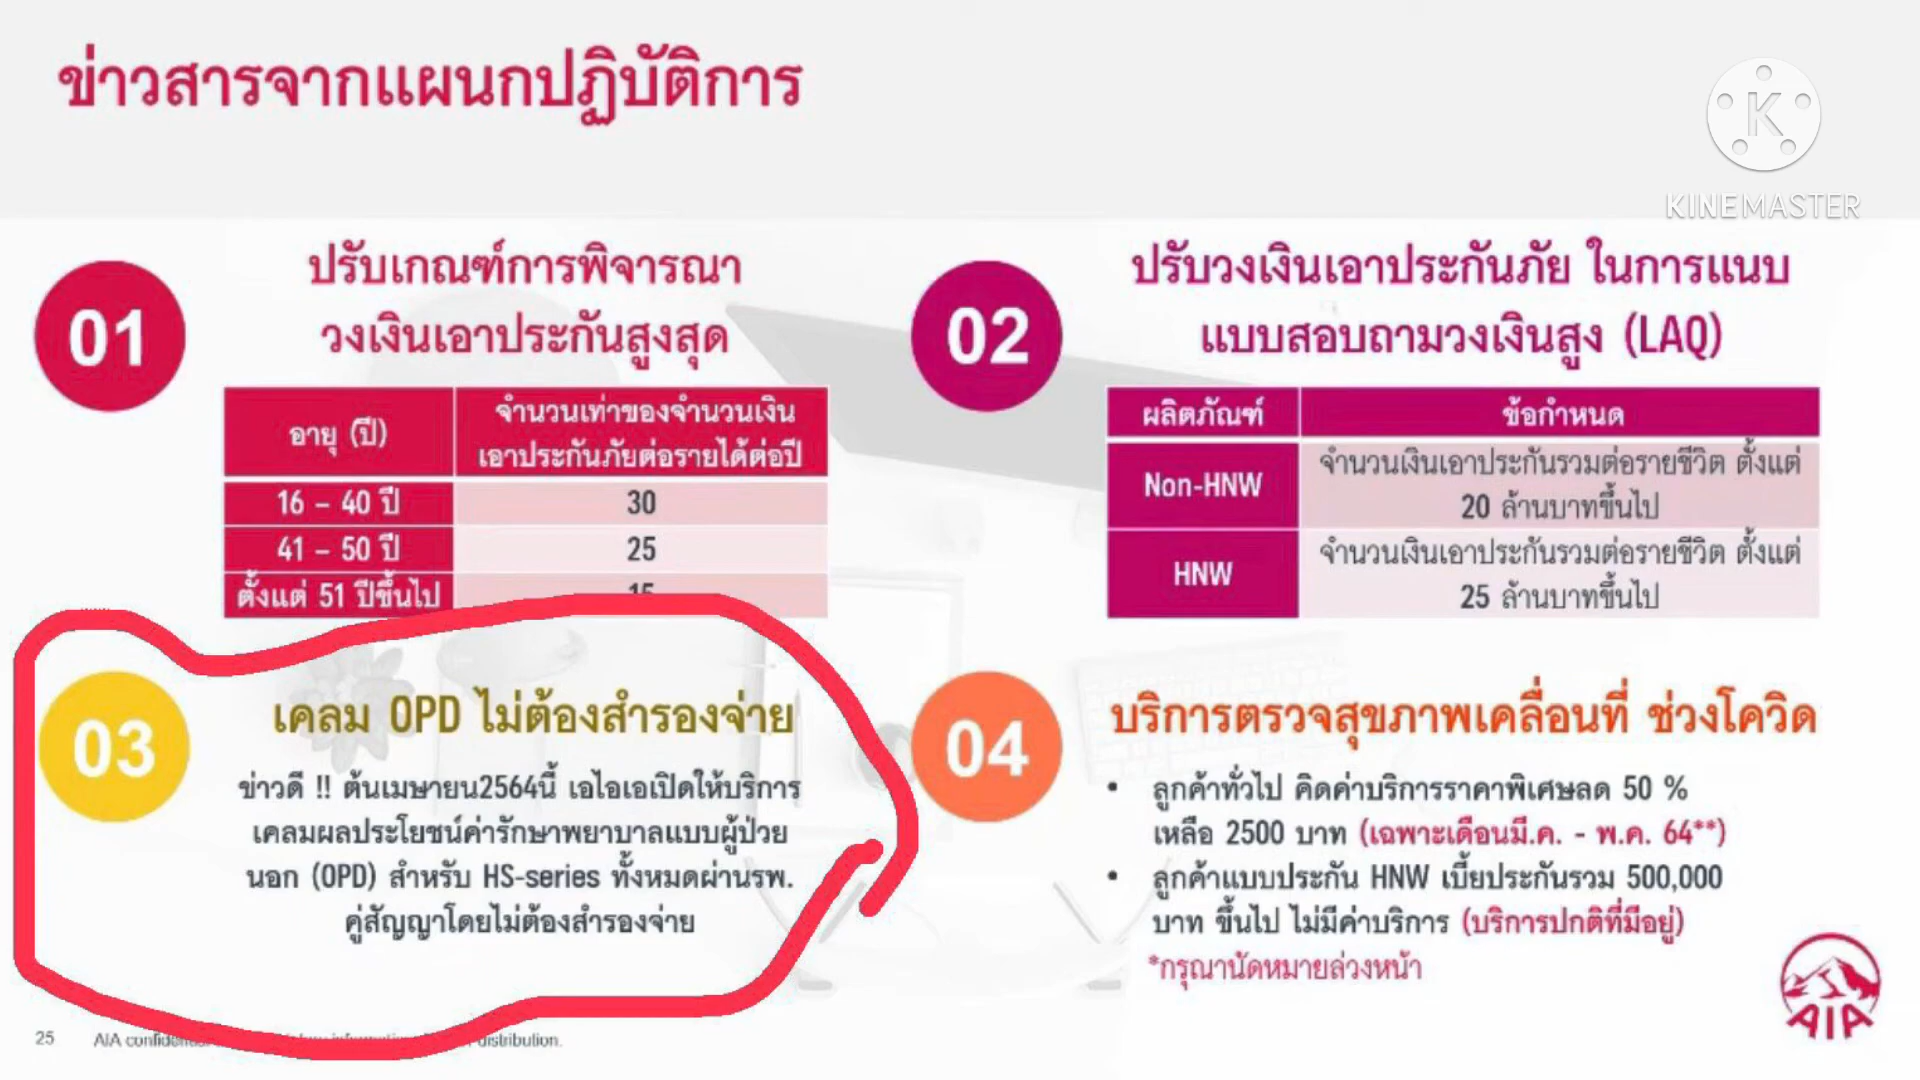 ข่าวสารจากแผนกปฏิบัติการ
KINEMASTER
01
ปรับเกณฑ์การพิจารณา
วงเงินเอาประกันสูงสุด
อายุ (ปี)
จำนวนเท่าของจำนวนเงิน
เอาประกันภัยต่อรายได้ต่อปี
16 – 40 ปี 30
41 – 50 ปี 25
ตั้งแต่ 51 ปีขึ้นไป 15
02
ปรับวงเงินเอาประกันภัย ในการแนบ
แบบสอบถามวงเงินสูง (LAQ)
ผลิตภัณฑ์ ข้อกำหนด
Non-HNW
จำนวนเงินเอาประกันรวมต่อรายชีวิต ตั้งแต่
20 ล้านบาทขึ้นไป
HNW
จำนวนเงินเอาประกันรวมต่อรายชีวิต ตั้งแต่
25 ล้านบาทขึ้นไป
03
เคลม OPD ไม่ต้องสำรองจ่าย
ข่าวดี !! ต้นเมษายน2564นี้ เอไอเอเปิดให้บริการ
เคลมผลประโยชน์ค่ารักษาพยาบาลแบบผู้ป่วย
นอก (OPD) สำหรับ HS-series ทั้งหมดผ่านรพ.
คู่สัญญาโดยไม่ต้องสำรองจ่าย
04
บริการตรวจสุขภาพเคลื่อนที่ ช่วงโควิด
• ลูกค้าทั่วไป คิดค่าบริการราคาพิเศษลด 50 %
เหลือ 2500 บาท (เฉพาะเดือนมี.ค. - พ.ค. 64**)
• ลูกค้าแบบประกัน HNW เบี้ยประกันรวม 500,000
บาท ขึ้นไป ไม่มีค่าบริการ (บริการปกติที่มีอยู่)
*กรุณานัดหมายล่วงหน้า
AIA
25 AIA distribution.